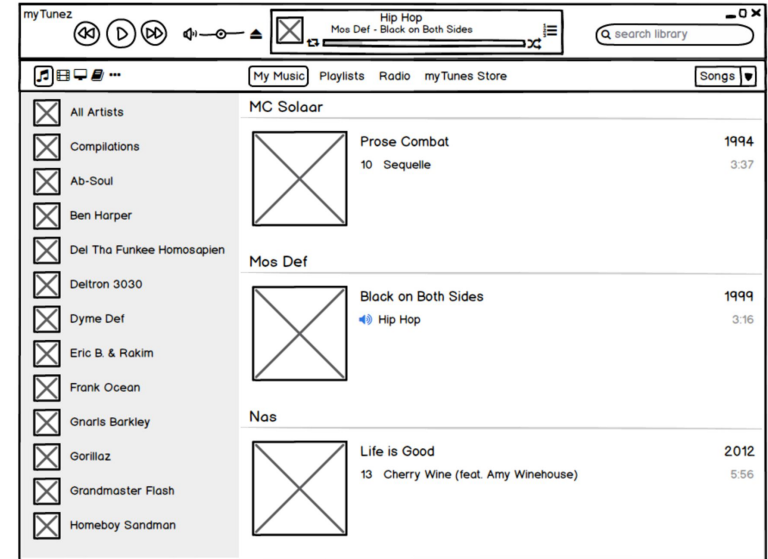 myTunez
Hip Hop
Mos Def - Black on Both Sides
search library
My Music Playlists Radio myTunes Store Songs
All Artists
Compilations
Ab-Soul
Ben Harper
Del Tha Funkee Homosapien
Deltron 3030
Dyme Def
Eric B. & Rakim
Frank Ocean
Gnarls Barkley
Gorillaz
Grandmaster Flash
Homeboy Sandman
MC Solaar
Prose Combat 1994
10 Sequelle 3:37
Mos Def
Black on Both Sides 1999
Hip Hop 3:16
Nas
Life is Good 2012
13 Cherry Wine (feat. Amy Winehouse) 5:56